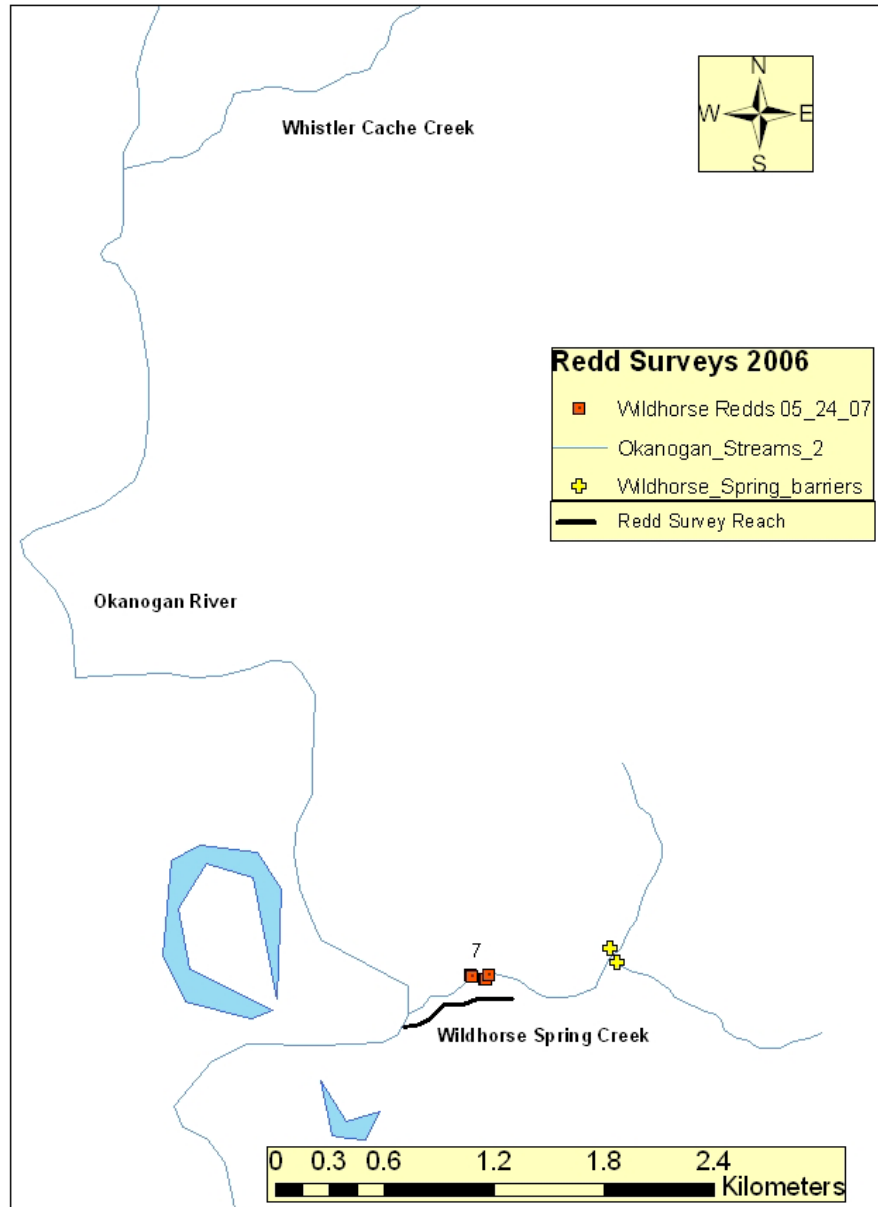 N
Whistler Cache Creek
W E
S
Redd Surveys 2006
Wildhorse Redds 05_24_07
Okanogan_Streams_2
Wildhorse_Spring_barriers
Redd Survey Reach
Okanogan River
7
Wildhorse Spring Creek
0 0.3 0.6 1.2 1.8 2.4
Kilometers